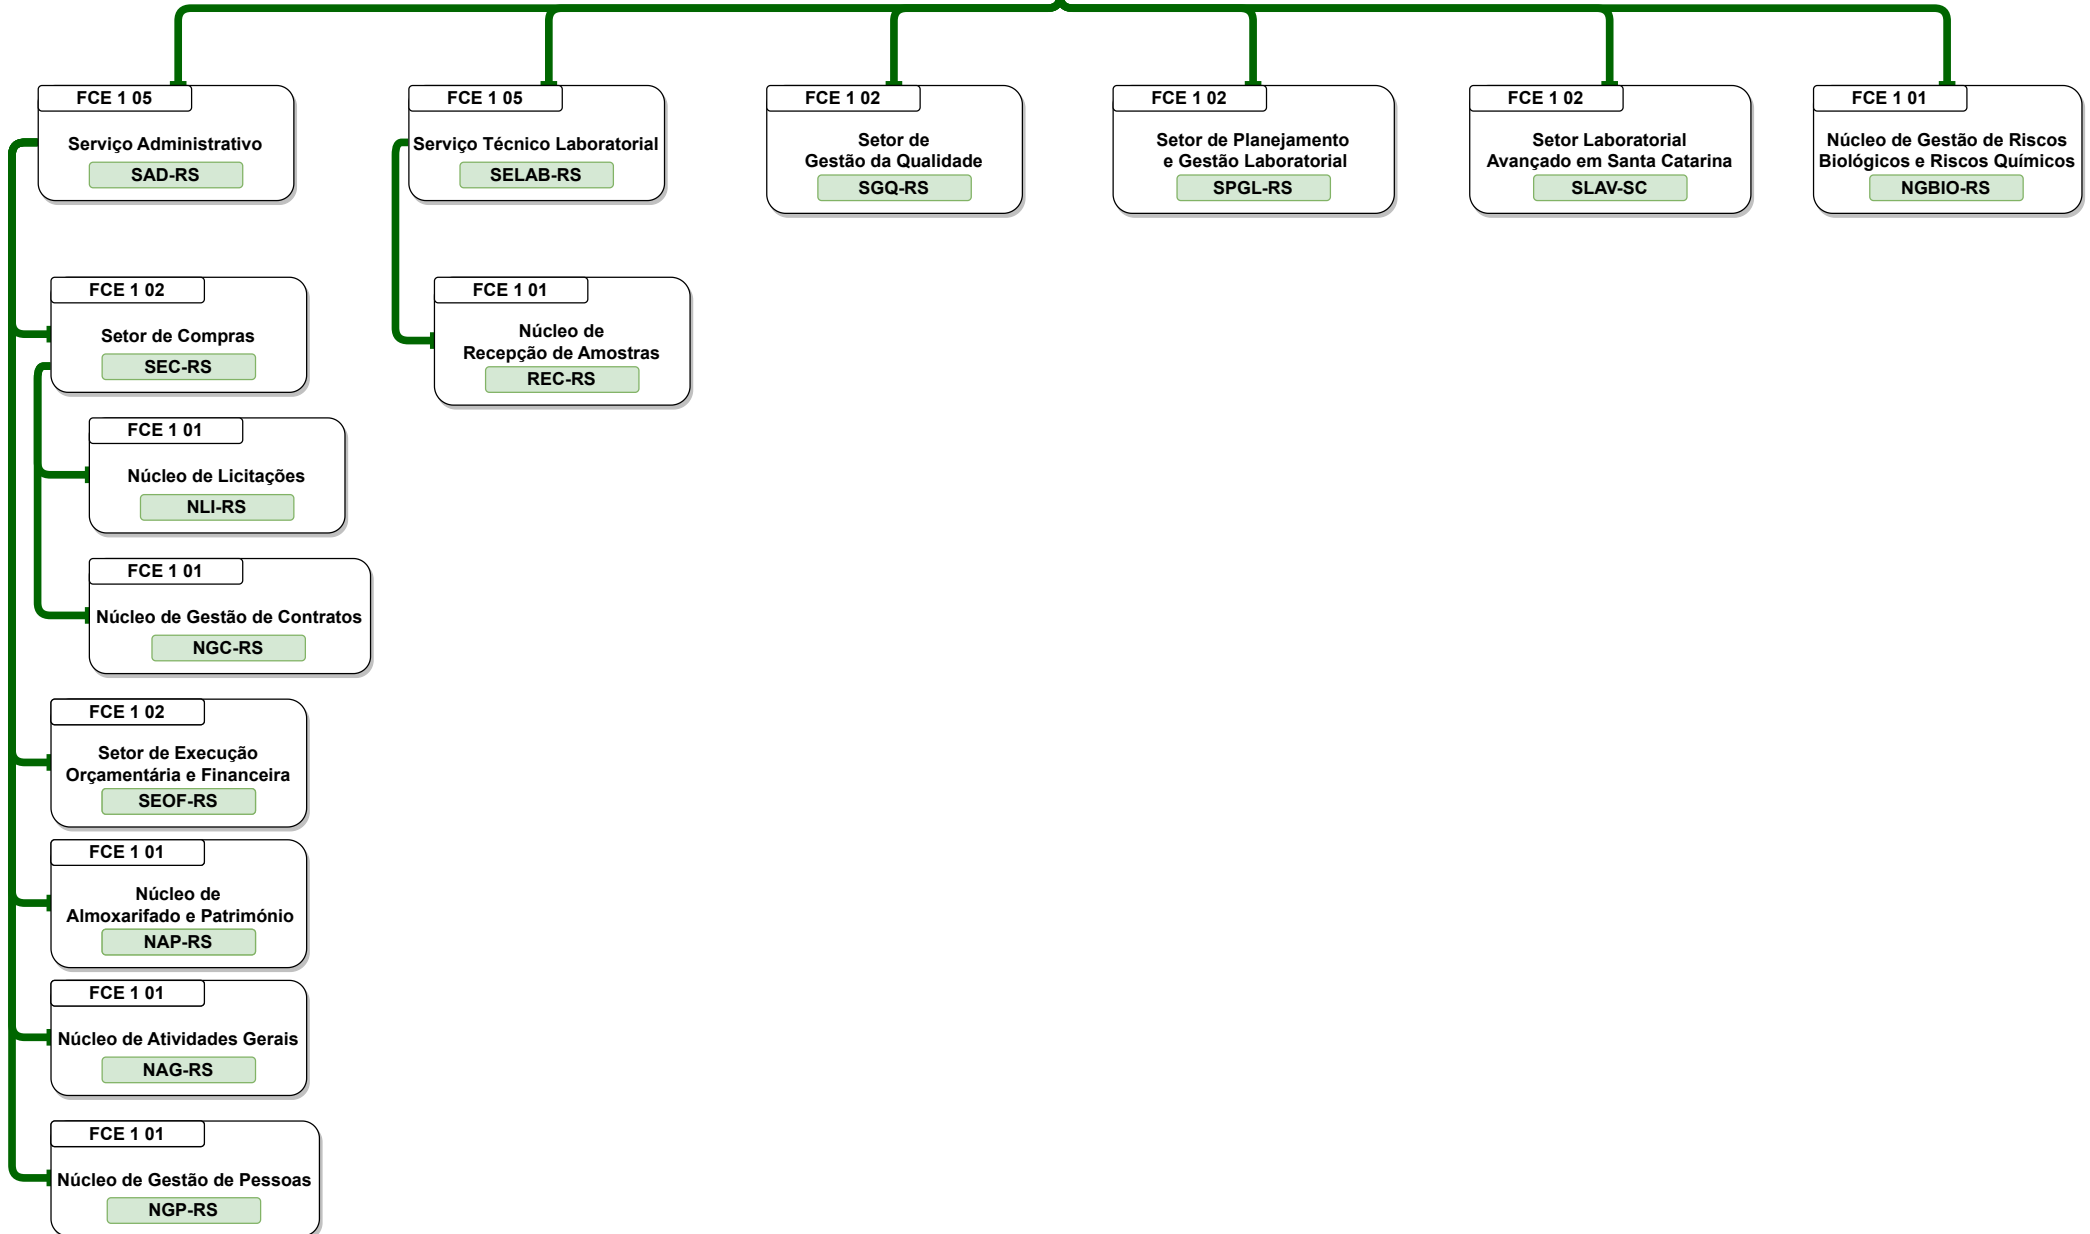 FCE 1 05
Serviço Administrativo
SAD-RS
FCE 1 05
Serviço Técnico Laboratorial
SELAB-RS
FCE 1 02
Setor de
Gestão da Qualidade
SGQ-RS
FCE 1 02
Setor de Planejamento
e Gestão Laboratorial
SPGL-RS
FCE 1 02
Setor Laboratorial
Avançado em Santa Catarina
SLAV-SC
FCE 1 01
Núcleo de Gestão de Riscos
Biológicos e Riscos Químicos
NGBIO-RS
FCE 1 02
Setor de Compras
SEC-RS
FCE 1 01
Núcleo de
Recepção de Amostras
REC-RS
FCE 1 01
Núcleo de Licitações
NLI-RS
FCE 1 01
Núcleo de Gestão de Contratos
NGC-RS
FCE 1 02
Setor de Execução
Orçamentária e Financeira
SEOF-RS
FCE 1 01
Núcleo de
Almoxarifado e Património
NAP-RS
FCE 1 01
Núcleo de Atividades Gerais
NAG-RS
FCE 1 01
Núcleo de Gestão de Pessoas
NGP-RS